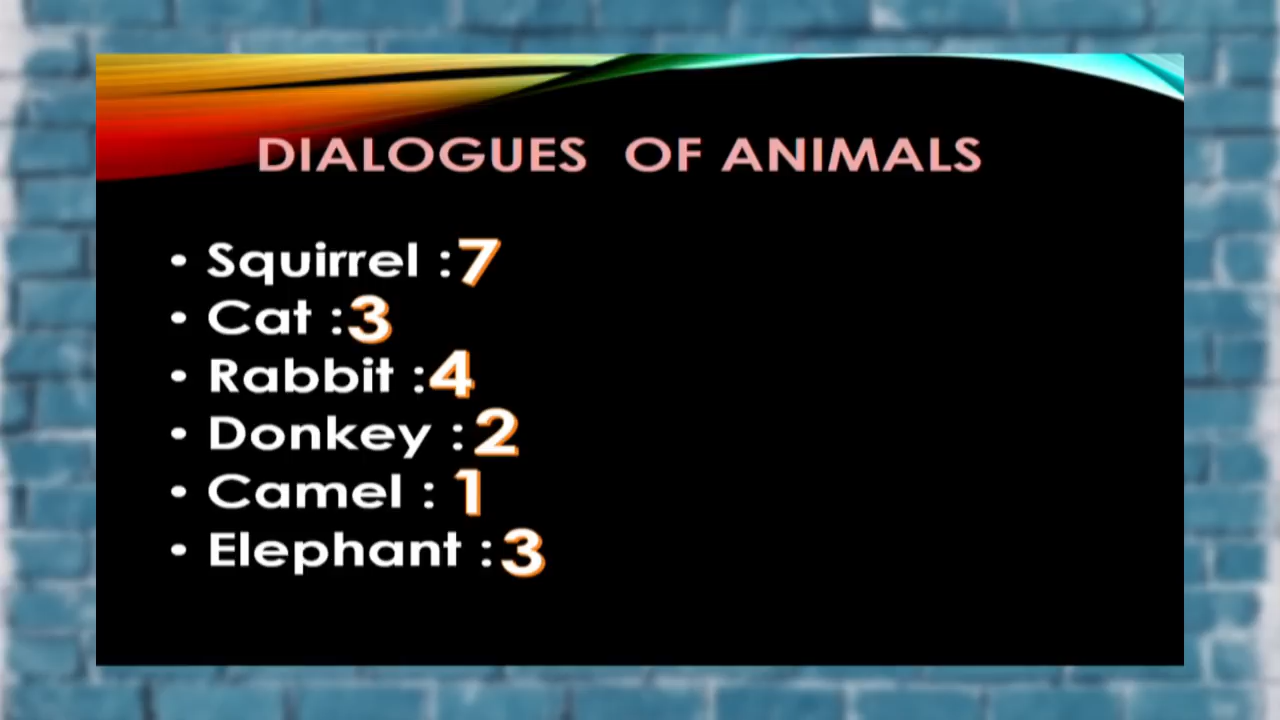 DIALOGUES OF ANIMALS
• Squirrel :7
• Cat :3
• Rabbit :4
• Donkey :2
• Camel : 1
• Elephant :3